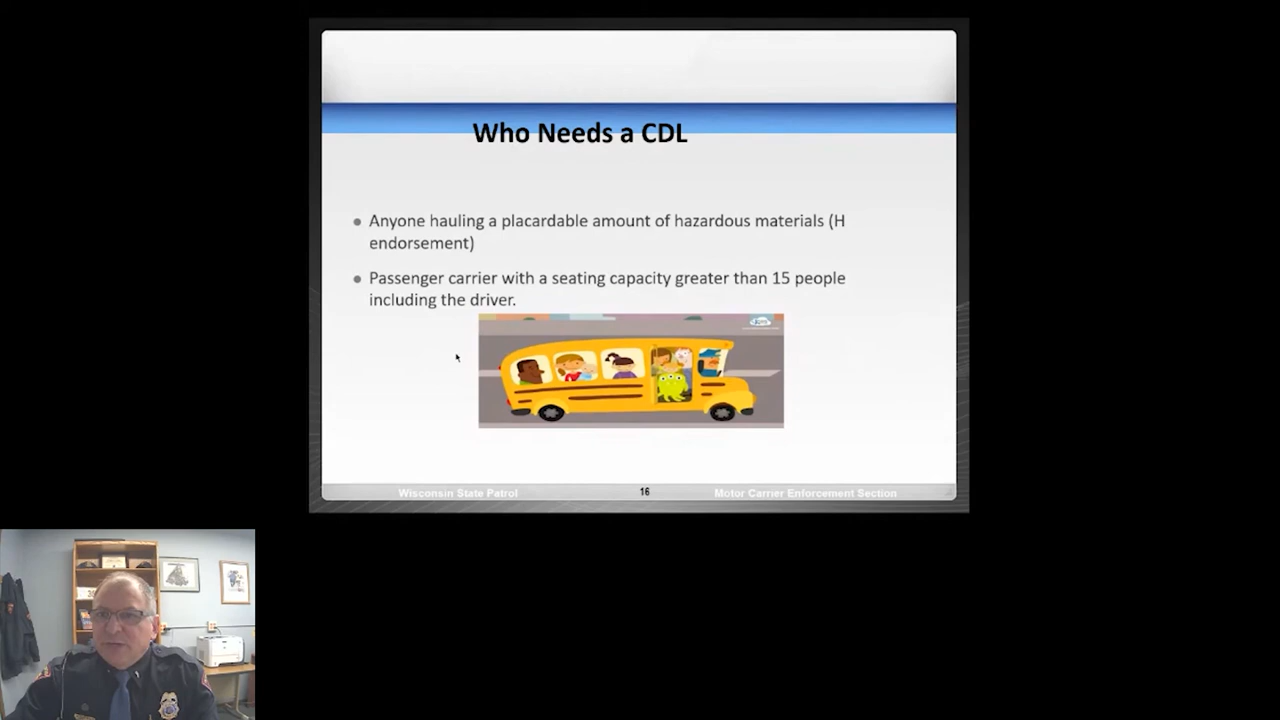 Who Needs a CDL
Anyone hauling a placardable amount of hazardous materials (H
endorsement)
Passenger carrier with a seating capacity greater than 15 people
including the driver.
Wisconsin State Patrol
16
Motor Carrier Enforcement Section